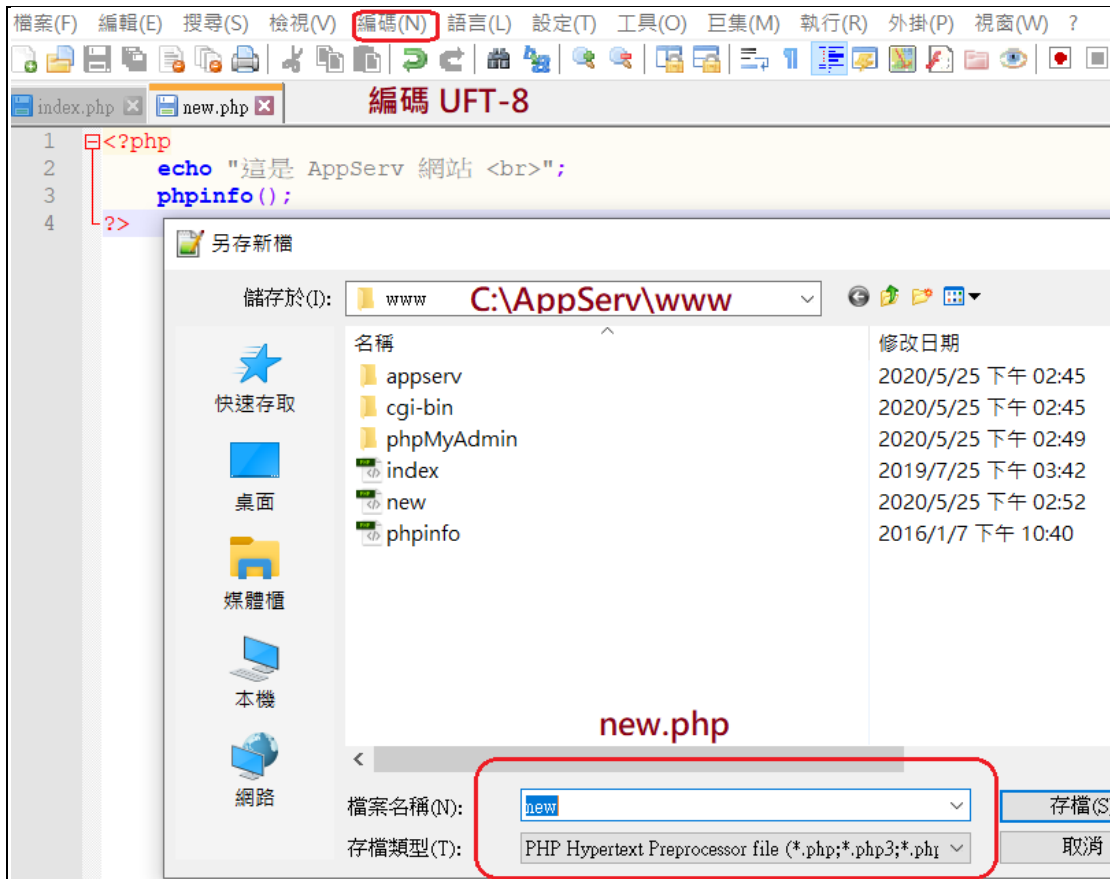 檔案(F) 編輯(E) 搜尋(S) 檢視(V) 編碼(N) 語言(L) 設定(T) 工具(O) 巨集(M) 執行(R) 外掛(P) 視窗(W) ?
index.php new.php 編碼 UFT-8
1 <?php
2 echo "這是 AppServ 網站 <br>";
3 phpinfo();
4 ?>
另存新檔
儲存於(I): www C:\AppServ\www
名稱 修改日期
appserv 2020/5/25 下午 02:45
cgi-bin 2020/5/25 下午 02:45
phpMyAdmin 2020/5/25 下午 02:49
index 2019/7/25 下午 03:42
new 2020/5/25 下午 02:52
phpinfo 2016/1/7 下午 10:40
快速存取
桌面
媒體櫃
本機
網路
new.php
檔案名稱(N): new 存檔(S
存檔類型(T): PHP Hypertext Preprocessor file (*.php;*.php3;*.php 取消